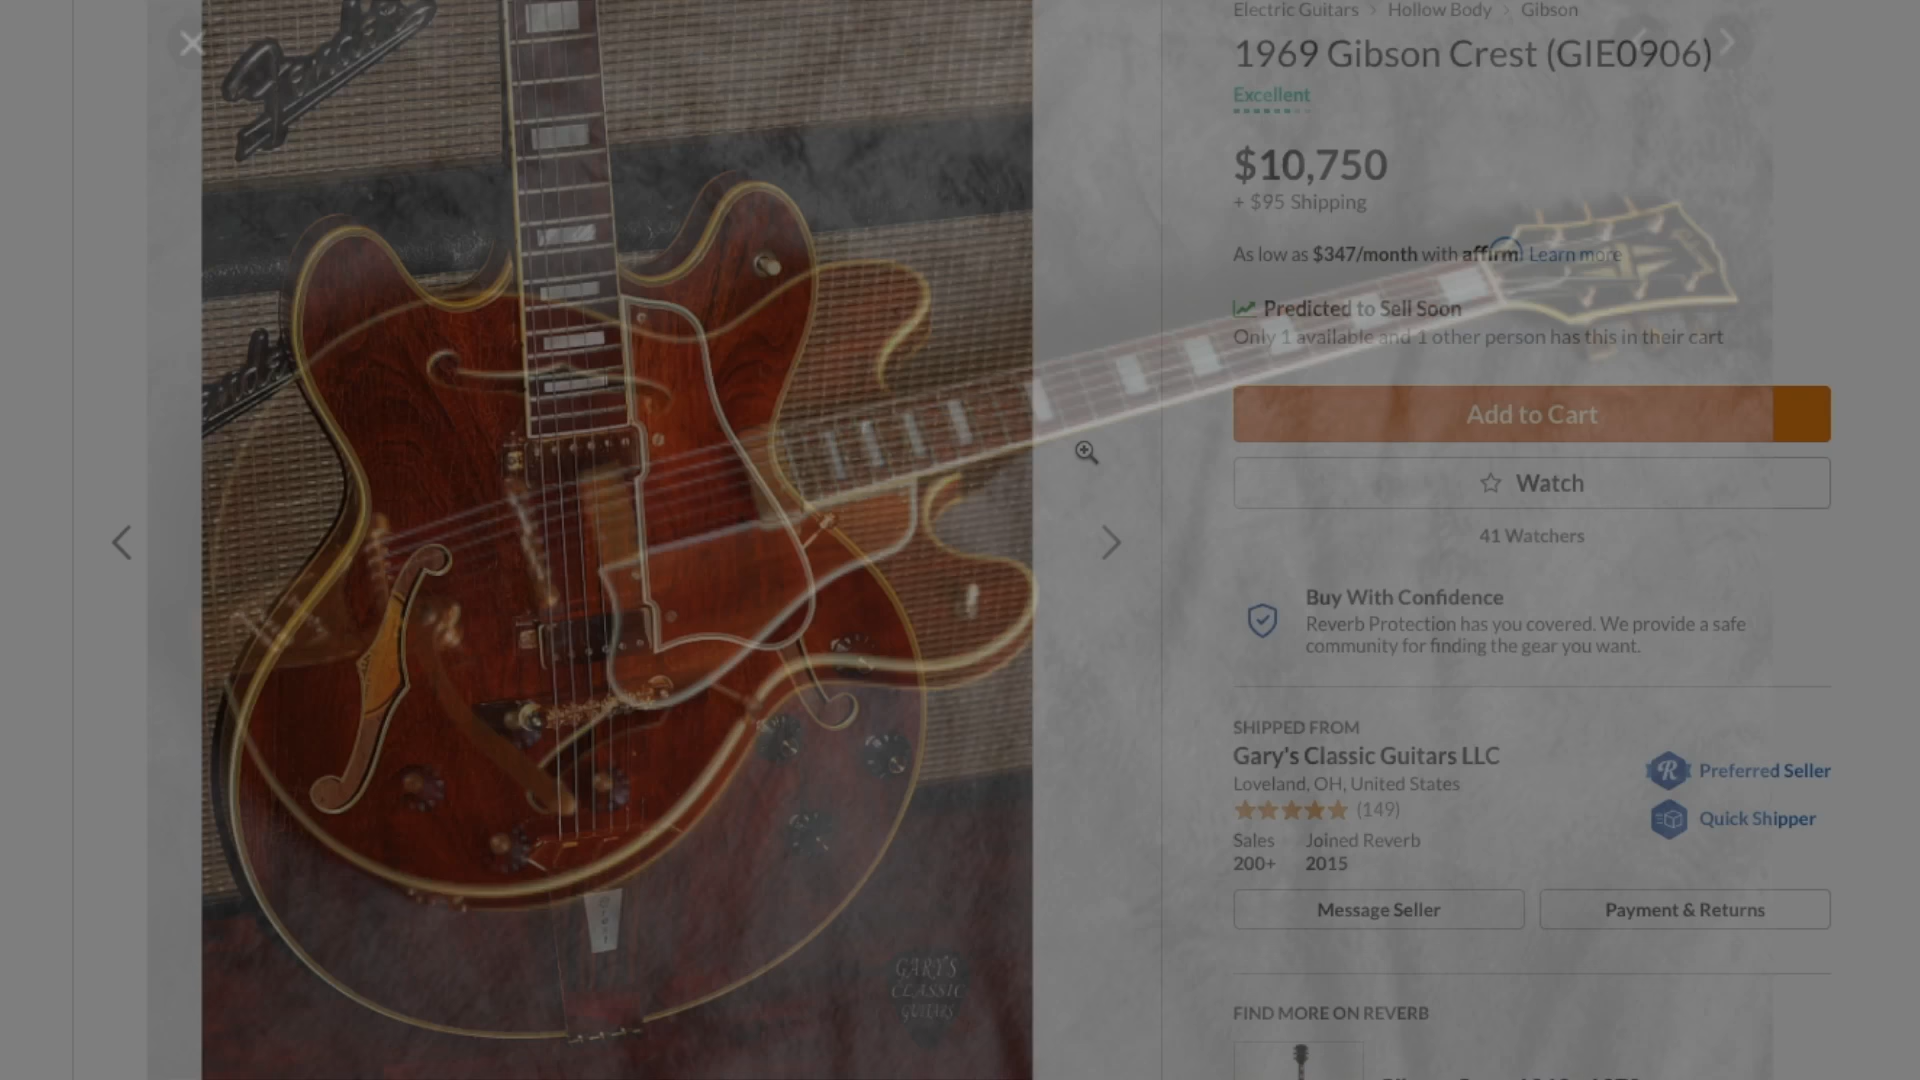 Electric Guitars > Hollow Body > Gibson
1969 Gibson Crest (GIE0906)
Excellent
$10,750
+ $95 Shipping
As low as $347/month with affirm Learn more
Predicted to Sell Soon
Only 1 available and 1 other person has this in their cart
Add to Cart
Watch
41 Watchers
Buy With Confidence
Reverb Protection has you covered. We provide a safe
community for finding the gear you want.
SHIPPED FROM
Gary's Classic Guitars LLC
Loveland, OH, United States
(149)
Preferred Seller
Quick Shipper
Sales Joined Reverb
200+ 2015
Message Seller Payment & Returns
FIND MORE ON REVERB
Fender
Crest
GARY'S
CLASSIC
GUITARS